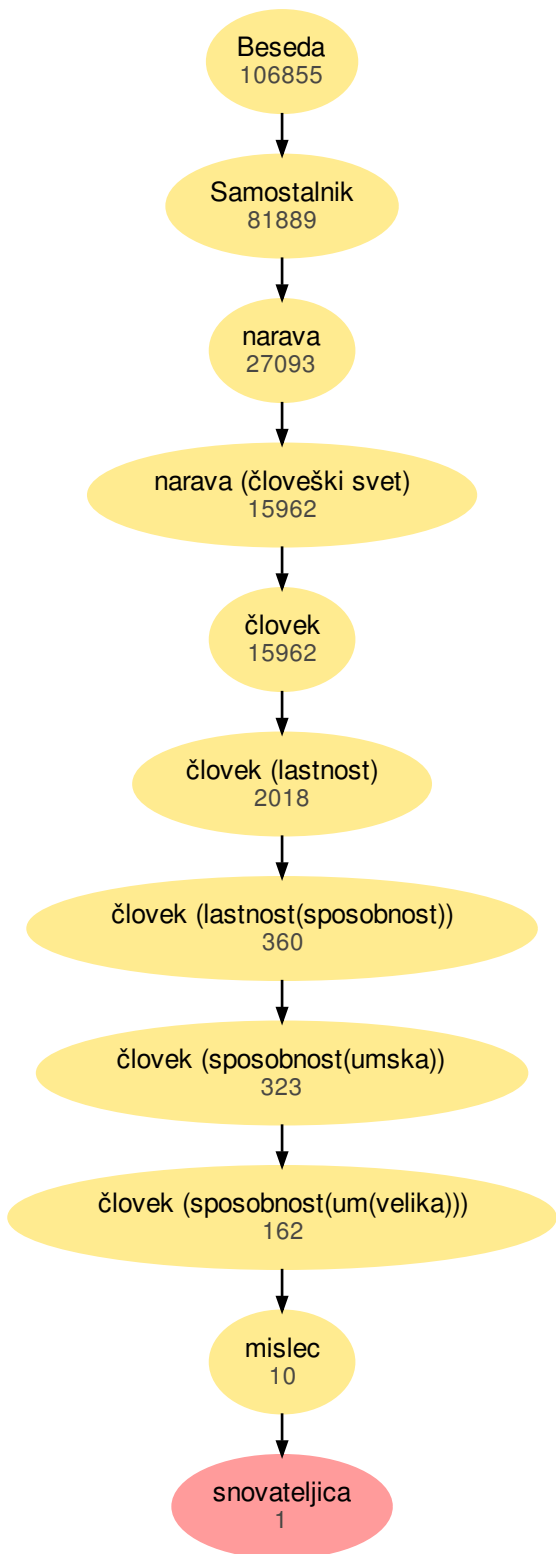 Beseda
106855
Samostalnik
81889
narava
27093
narava (človeški svet)
15962
človek
15962
človek (lastnost)
2018
človek (lastnost(sposobnost))
360
človek (sposobnost(umska))
323
človek (sposobnost(um(velika)))
162
mislec
10
snovateljica
1